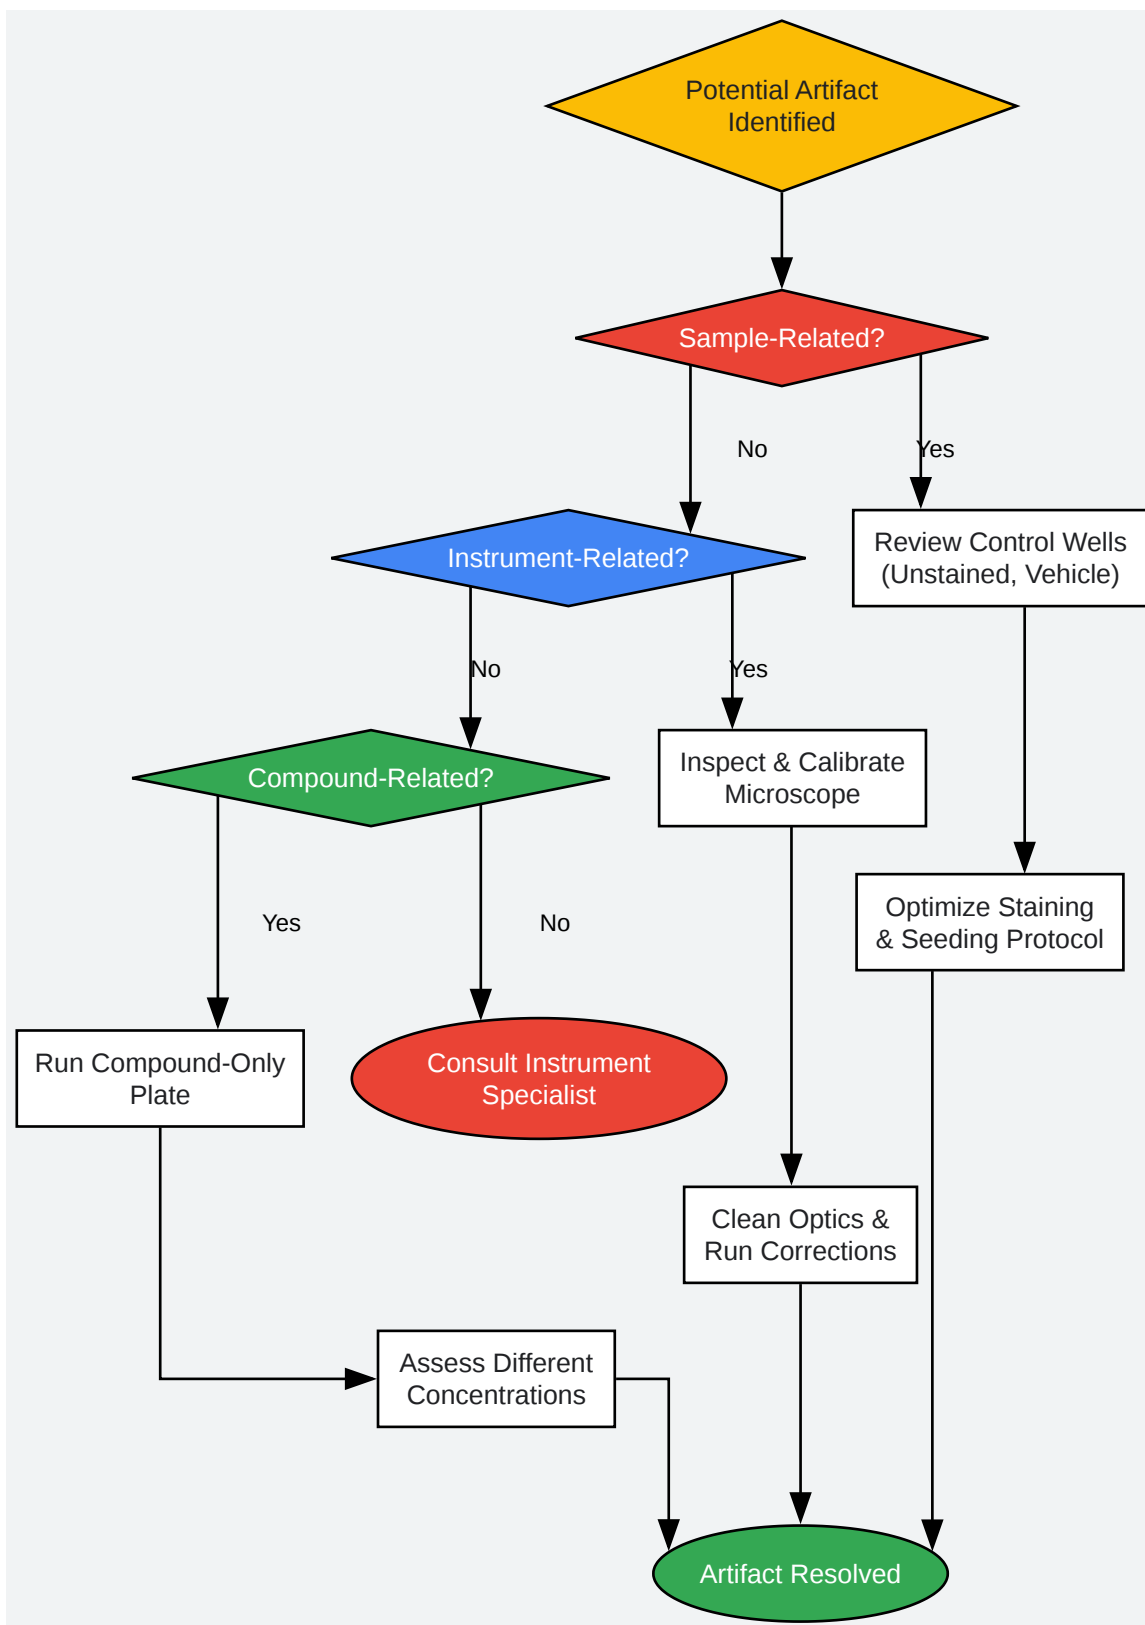 Potential Artifact
Identified
Sample-Related?
No
Yes
Instrument-Related?
Review Control Wells
(Unstained, Vehicle)
No
Yes
Compound-Related?
Inspect & Calibrate
Microscope
Yes
No
Optimize Staining
& Seeding Protocol
Run Compound-Only
Plate
Consult Instrument
Specialist
Clean Optics &
Run Corrections
Assess Different
Concentrations
Artifact Resolved